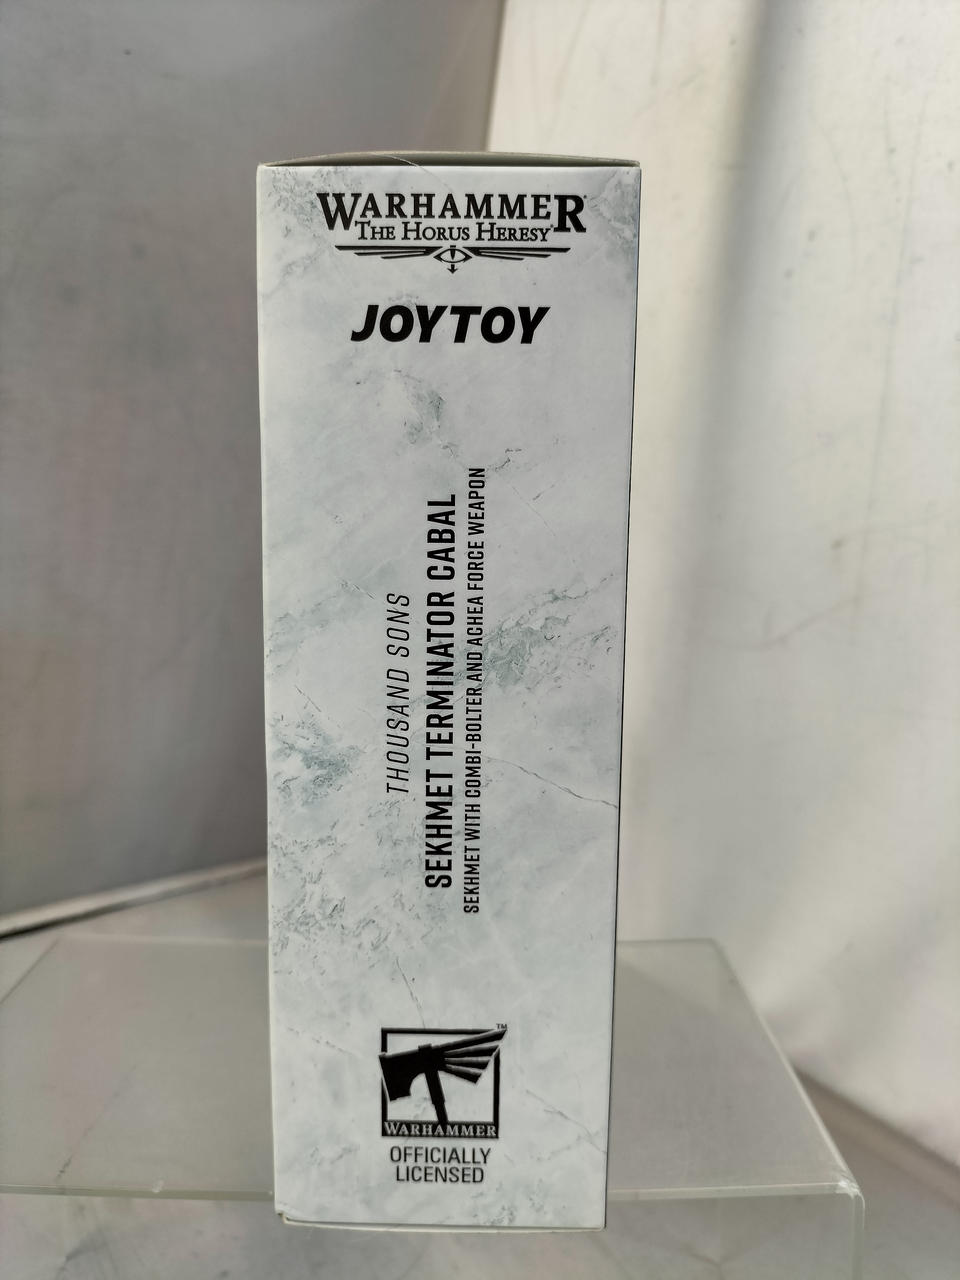 WARHAMMER
THE HORUS HERESY
JOYTOY
THOUSAND SONS
SEKHMET TERMINATOR CABAL
SEKHMET WITH COMBI-BOLTER AND ACHEA FORCE WEAPON
TM
WARHAMMER
OFFICIALLY
LICENSED